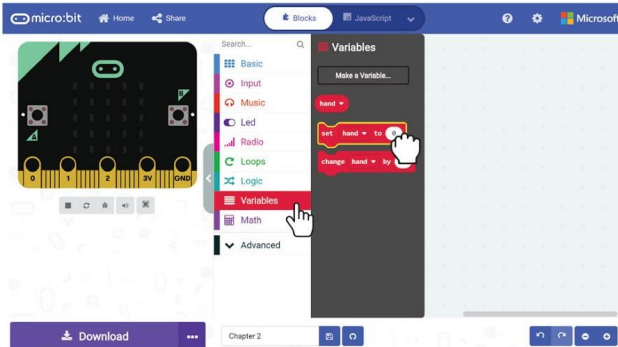 micro:bit Home Share Blocks JavaScript Microsoft
Search...
Basic
Input
Music
Led
Radio
Loops
Logic
Variables
Math
Advanced
Variables
Make a Variable...
hand
set hand to 0
change hand by
B
A
0 1 2 3V GND
Download ... Chapter 2